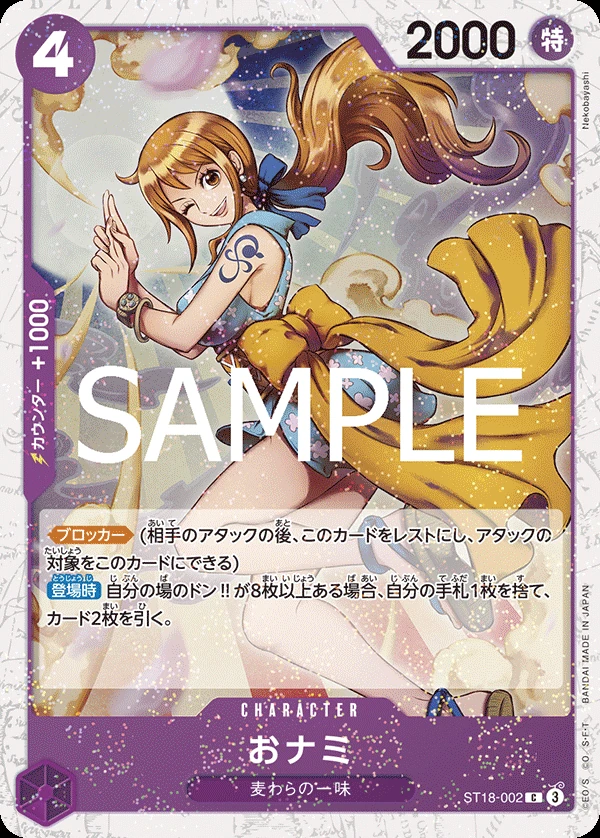 4
2000
特
Nekobayashi
カウンター +1000
SAMPLE
ブロッカー (相手のアタックの後、このカードをレストにし、アタックの
対象をこのカードにできる)
登場時 自分の場のドン‼が8枚以上ある場合、自分の手札1枚を捨て、
カード2枚を引く。
CHARACTER
おナミ
麦わらの一味
ST18-002 C 3
©E.O./S. ©O./S.・F・T BANDAI MADE IN JAPAN